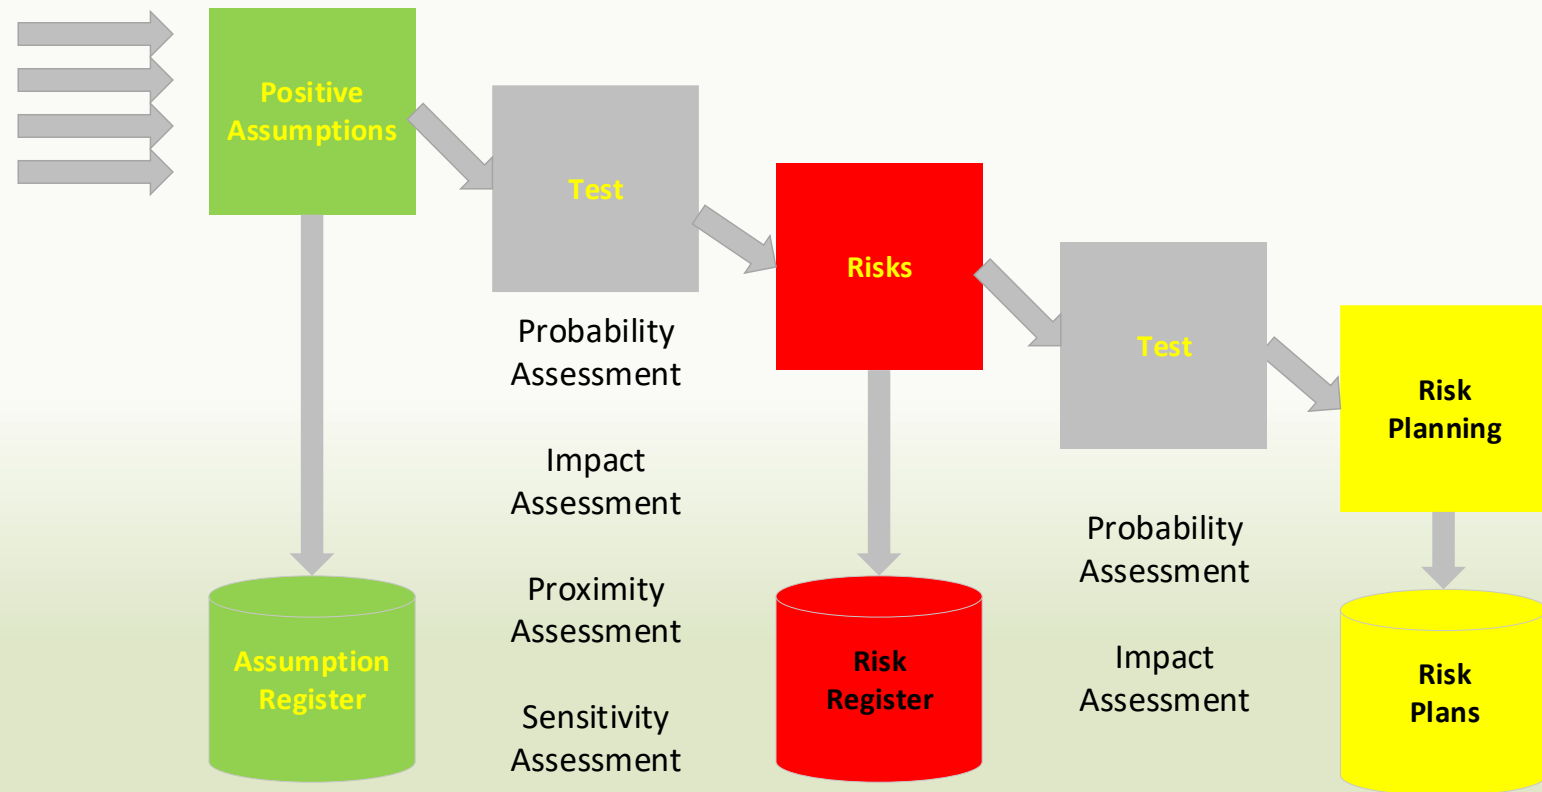 Positive
Assumptions
Test
Probability
Assessment
Impact
Assessment
Proximity
Assessment
Sensitivity
Assessment
Risks
Test
Probability
Assessment
Impact
Assessment
Risk
Planning
Assumption
Register
Risk
Register
Risk
Plans